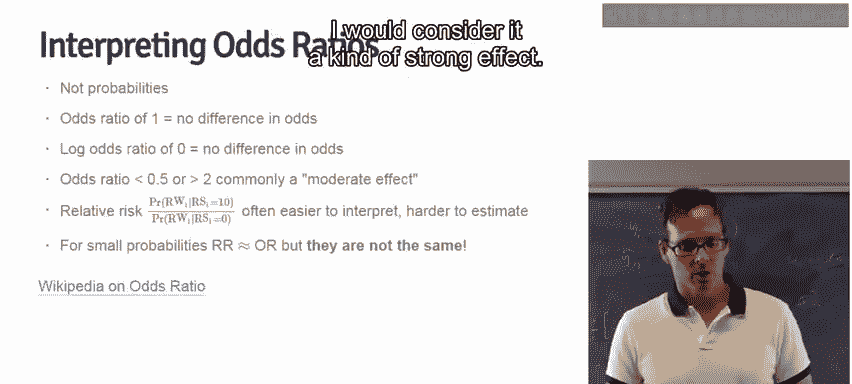 I would consider it
a kind of strong effect.
Interpreting Odds Ratios
· Not probabilities
· Odds ratio of 1 = no difference in odds
· Log odds ratio of 0 = no difference in odds
· Odds ratio < 0.5 or > 2 commonly a "moderate effect"
· Relative risk Pr(RWᵢ|RSᵢ=10) / Pr(RWᵢ|RSᵢ=0) often easier to interpret, harder to estimate
· For small probabilities RR ≈ OR but they are not the same!
Wikipedia on Odds Ratio